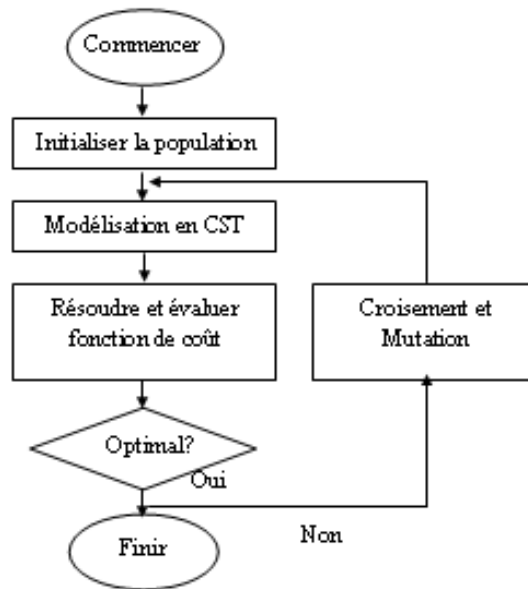 Commencer
Initialiser la population
Modélisation en CST
Résoudre et évaluer
fonction de coût
Croisement et
Mutation
Optimal?
Oui
Non
Finir